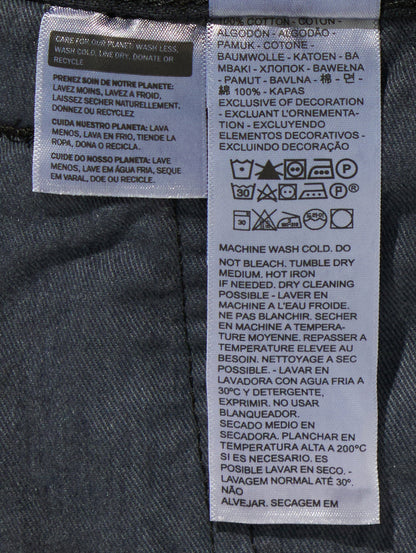 CARE FOR OUR PLANET: WASH LESS,
WASH COLD, LINE DRY, DONATE OR
RECYCLE
PRENEZ SOIN DE NOTRE PLANETE:
LAVEZ MOINS, LAVEZ A FROID,
LAISSEZ SECHER NATURELLEMENT.
DONNEZ OU RECYCLEZ
CUIDA NUESTRO PLANETA: LAVA
MENOS, LAVA EN FRIO, TIENDE LA
ROPA, DONA O RECICLA.
CUIDE DO NOSSO PLANETA: LAVE
MENOS, LAVE EM ÁGUA FRIA, SEQUE
EM VARAL, DOE OU RECICLE.
100% COTTON - COTON -
ALGODÓN - ALGODÃO -
PAMUK - COTONE -
BAUMWOLLE - KATOEN - BA
MBAKI - ХЛОПОК - BAWEŁNA
- PAMUT - BAVLNA - 棉 - 면 -
綿 100% - KAPAS
EXCLUSIVE OF DECORATION
- EXCLUANT L'ORNEMENTA-
TION - EXCLUYENDO
ELEMENTOS DECORATIVOS -
EXCLUINDO DECORAÇÃO
30 P
30 P
30
MACHINE WASH COLD. DO
NOT BLEACH. TUMBLE DRY
MEDIUM. HOT IRON
IF NEEDED. DRY CLEANING
POSSIBLE - LAVER EN
MACHINE A L'EAU FROIDE.
NE PAS BLANCHIR. SECHER
EN MACHINE A TEMPERA-
TURE MOYENNE. REPASSER A
TEMPERATURE ELEVEE AU
BESOIN. NETTOYAGE A SEC
POSSIBLE - LAVAR EN
LAVADORA CON AGUA FRIA A
30ºC Y DETERGENTE,
EXPRIMIR. NO USAR
BLANQUEADOR.
SECADO MEDIO EN
SECADORA. PLANCHAR EN
TEMPERATURA ALTA A 200°C
SI ES NECESARIO. ES
POSIBLE LAVAR EN SECO. -
LAVAGEM NORMAL ATÉ 30º.
NÃO
ALVEJAR. SECAGEM EM